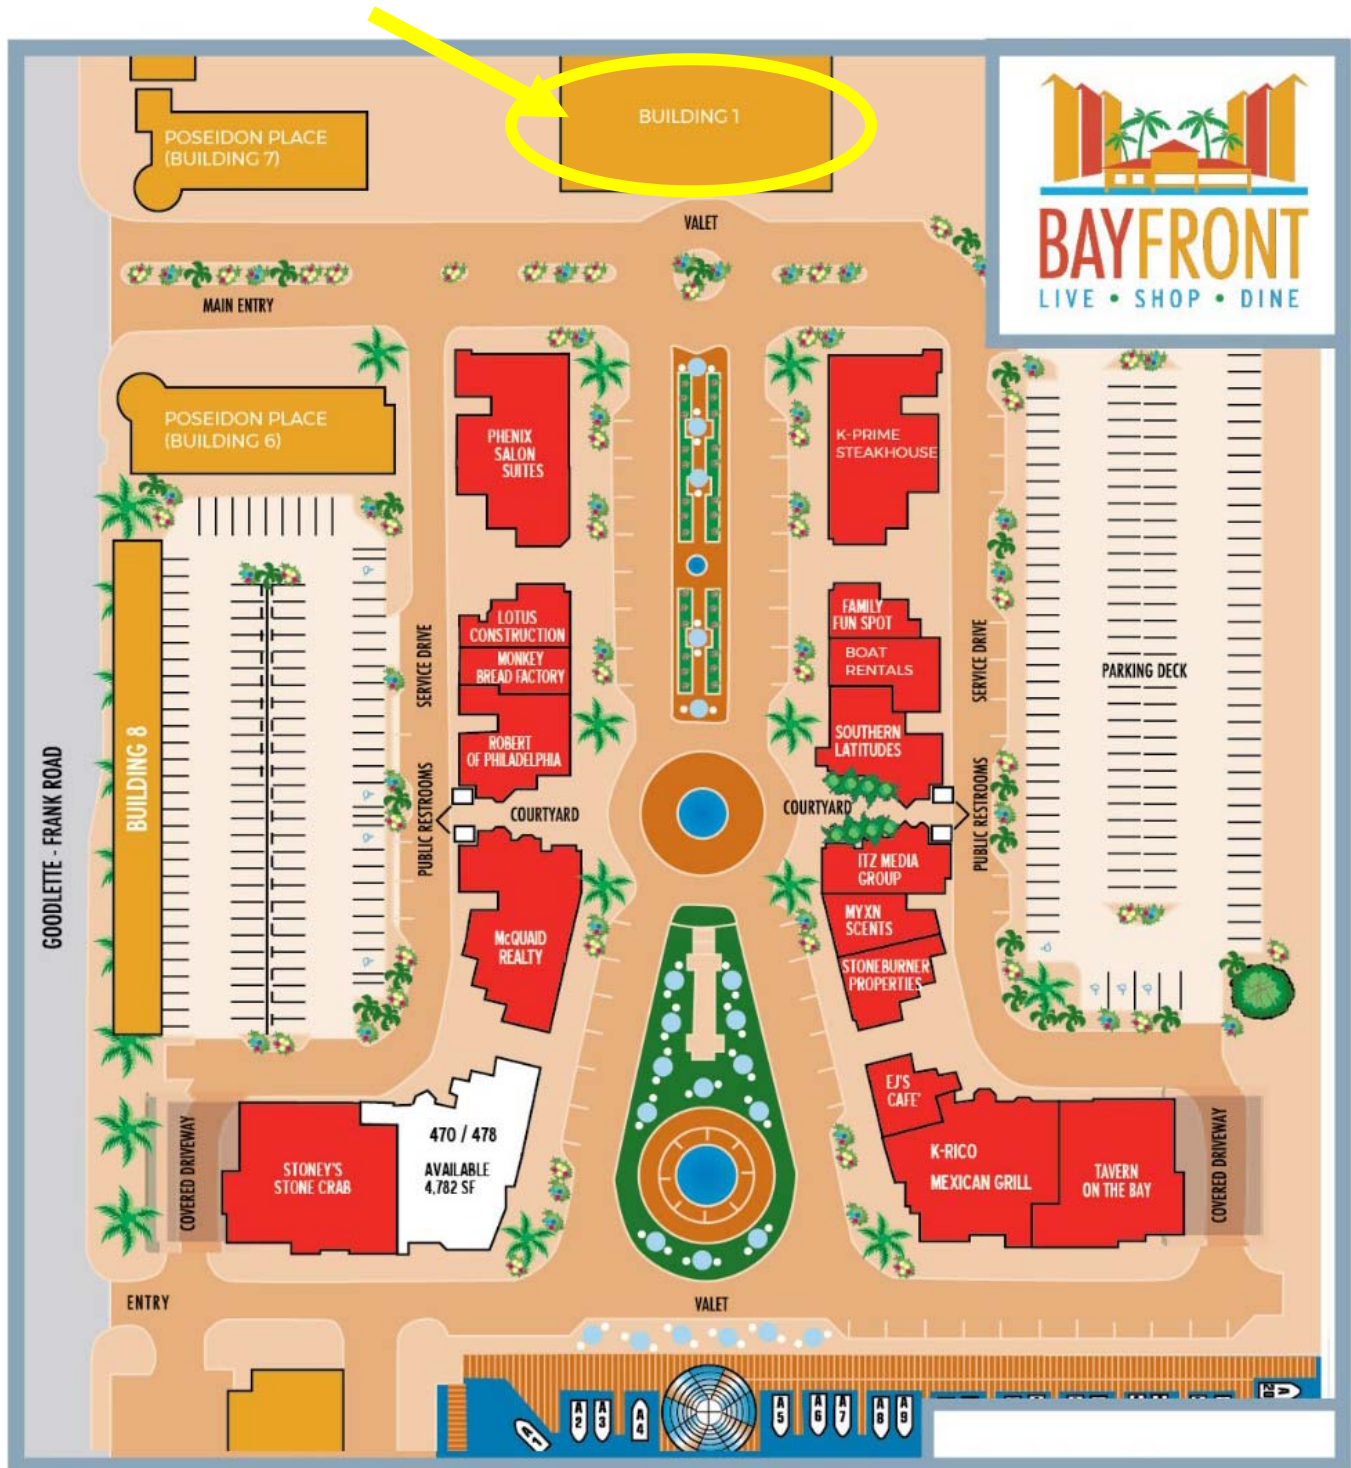 BUILDING 1
POSEIDON PLACE
(BUILDING 7)
BAYFRONT
LIVE • SHOP • DINE
VALET
MAIN ENTRY
POSEIDON PLACE
(BUILDING 6)
PHENIX
SALON
SUITES
K-PRIME
STEAKHOUSE
LOTUS
CONSTRUCTION
MONKEY
BREAD FACTORY
ROBERT
OF PHILADELPHIA
FAMILY
FUN SPOT
BOAT
RENTALS
SOUTHERN
LATITUDES
SERVICE DRIVE
SERVICE DRIVE
PARKING DECK
BUILDING 8
GOODLETTE - FRANK ROAD
PUBLIC RESTROOMS
COURTYARD
COURTYARD
PUBLIC RESTROOMS
McQUAID
REALTY
ITZ MEDIA
GROUP
MYXN
SCENTS
STONEBURNER
PROPERTIES
EJ'S
CAFE'
COVERED DRIVEWAY
STONEY'S
STONE CRAB
470 / 478
AVAILABLE
4,782 SF
K-RICO
MEXICAN GRILL
TAVERN
ON THE BAY
COVERED DRIVEWAY
ENTRY
VALET
A1
A2
A3
A4
A5
A6
A7
A8
A9